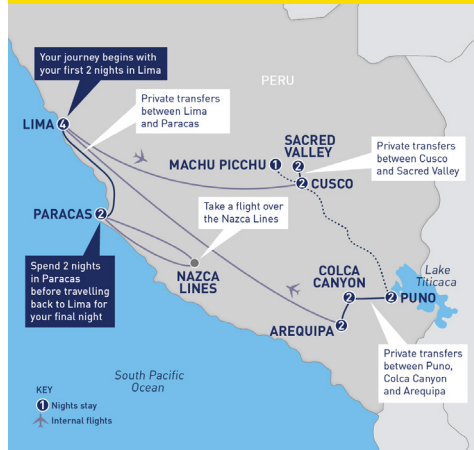 Your journey begins with
your first 2 nights in Lima
PERU
Private transfers
between Lima
and Paracas
LIMA 4
SACRED
VALLEY
2
MACHU PICCHU 1
Private transfers
between Cusco
and Sacred Valley
2 CUSCO
PARACAS 2
Take a flight over
the Nazca Lines
Spend 2 nights
in Paracas
before travelling
back to Lima for
your final night
NAZCA
LINES
COLCA
CANYON
2
2 PUNO
Lake
Titicaca
AREQUIPA 2
Private transfers
between Puno,
Colca Canyon
and Arequipa
South Pacific
Ocean
KEY
1 Nights stay
Internal flights